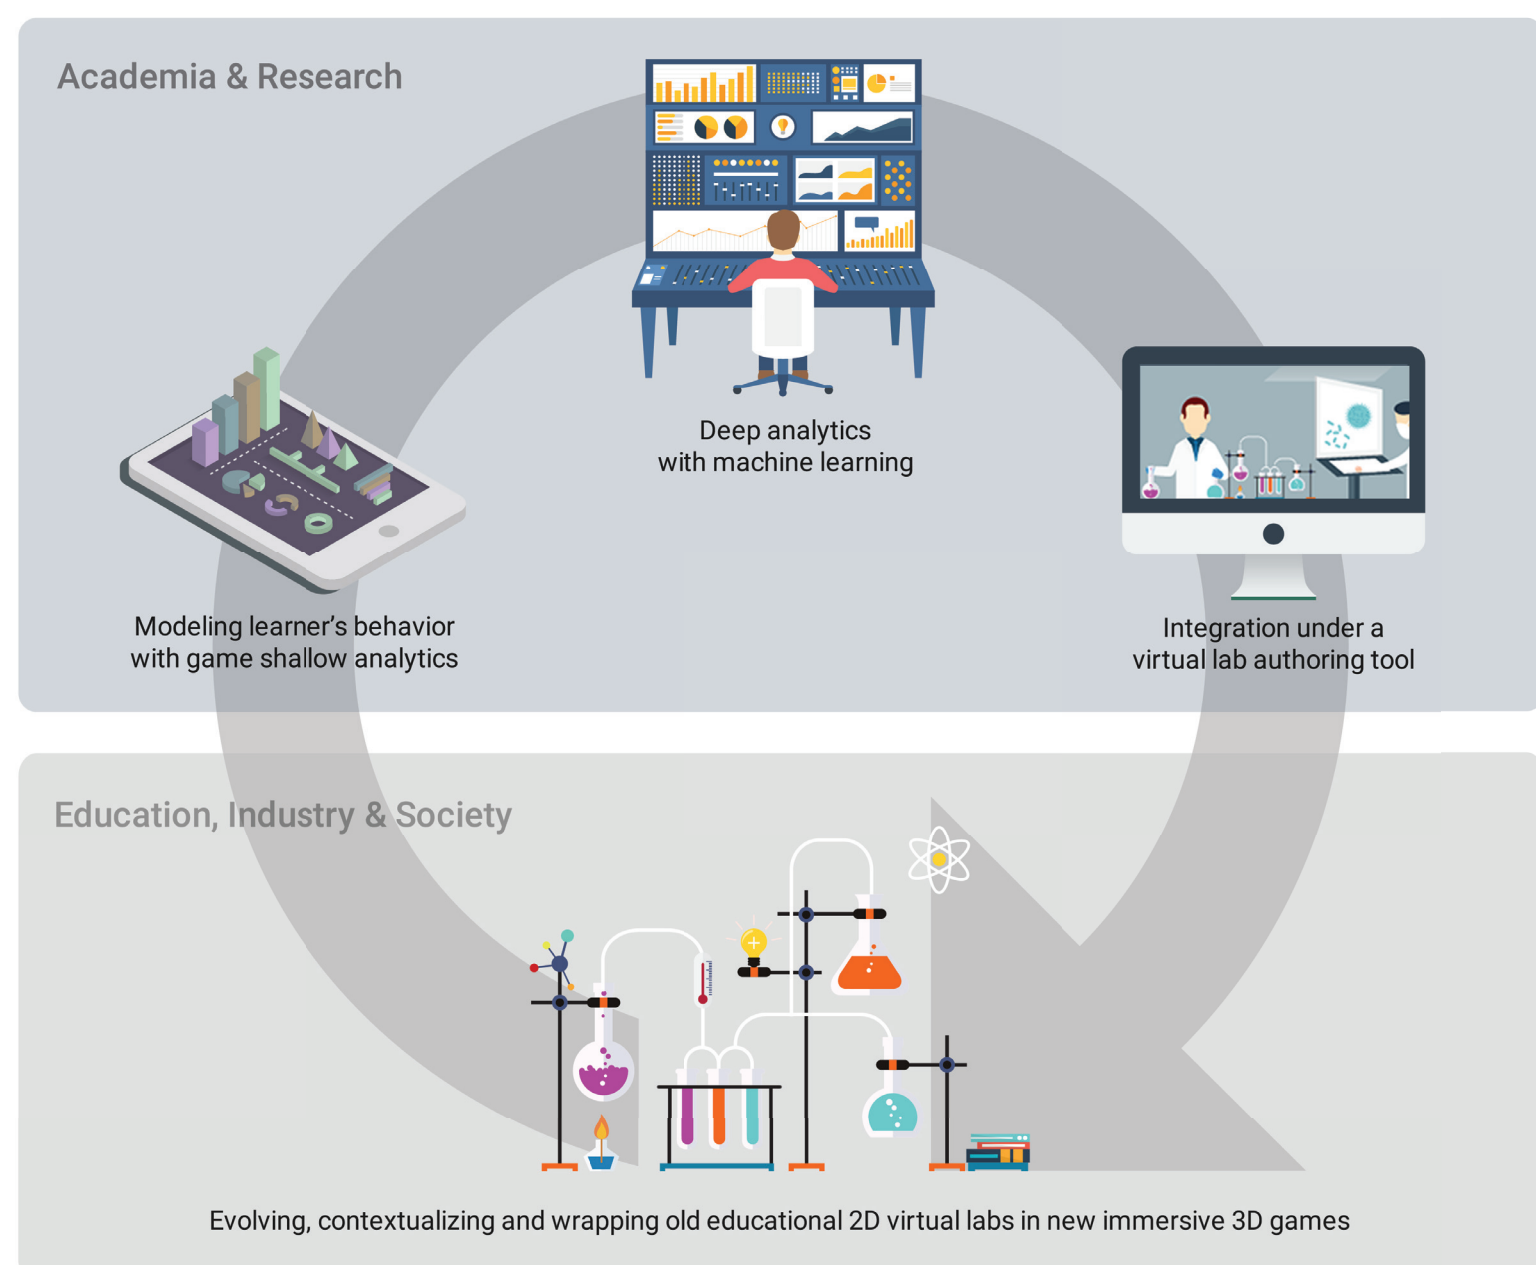 Academia & Research
Deep analytics
with machine learning
Modeling learner’s behavior
with game shallow analytics
Integration under a
virtual lab authoring tool
Education, Industry & Society
Evolving, contextualizing and wrapping old educational 2D virtual labs in new immersive 3D games